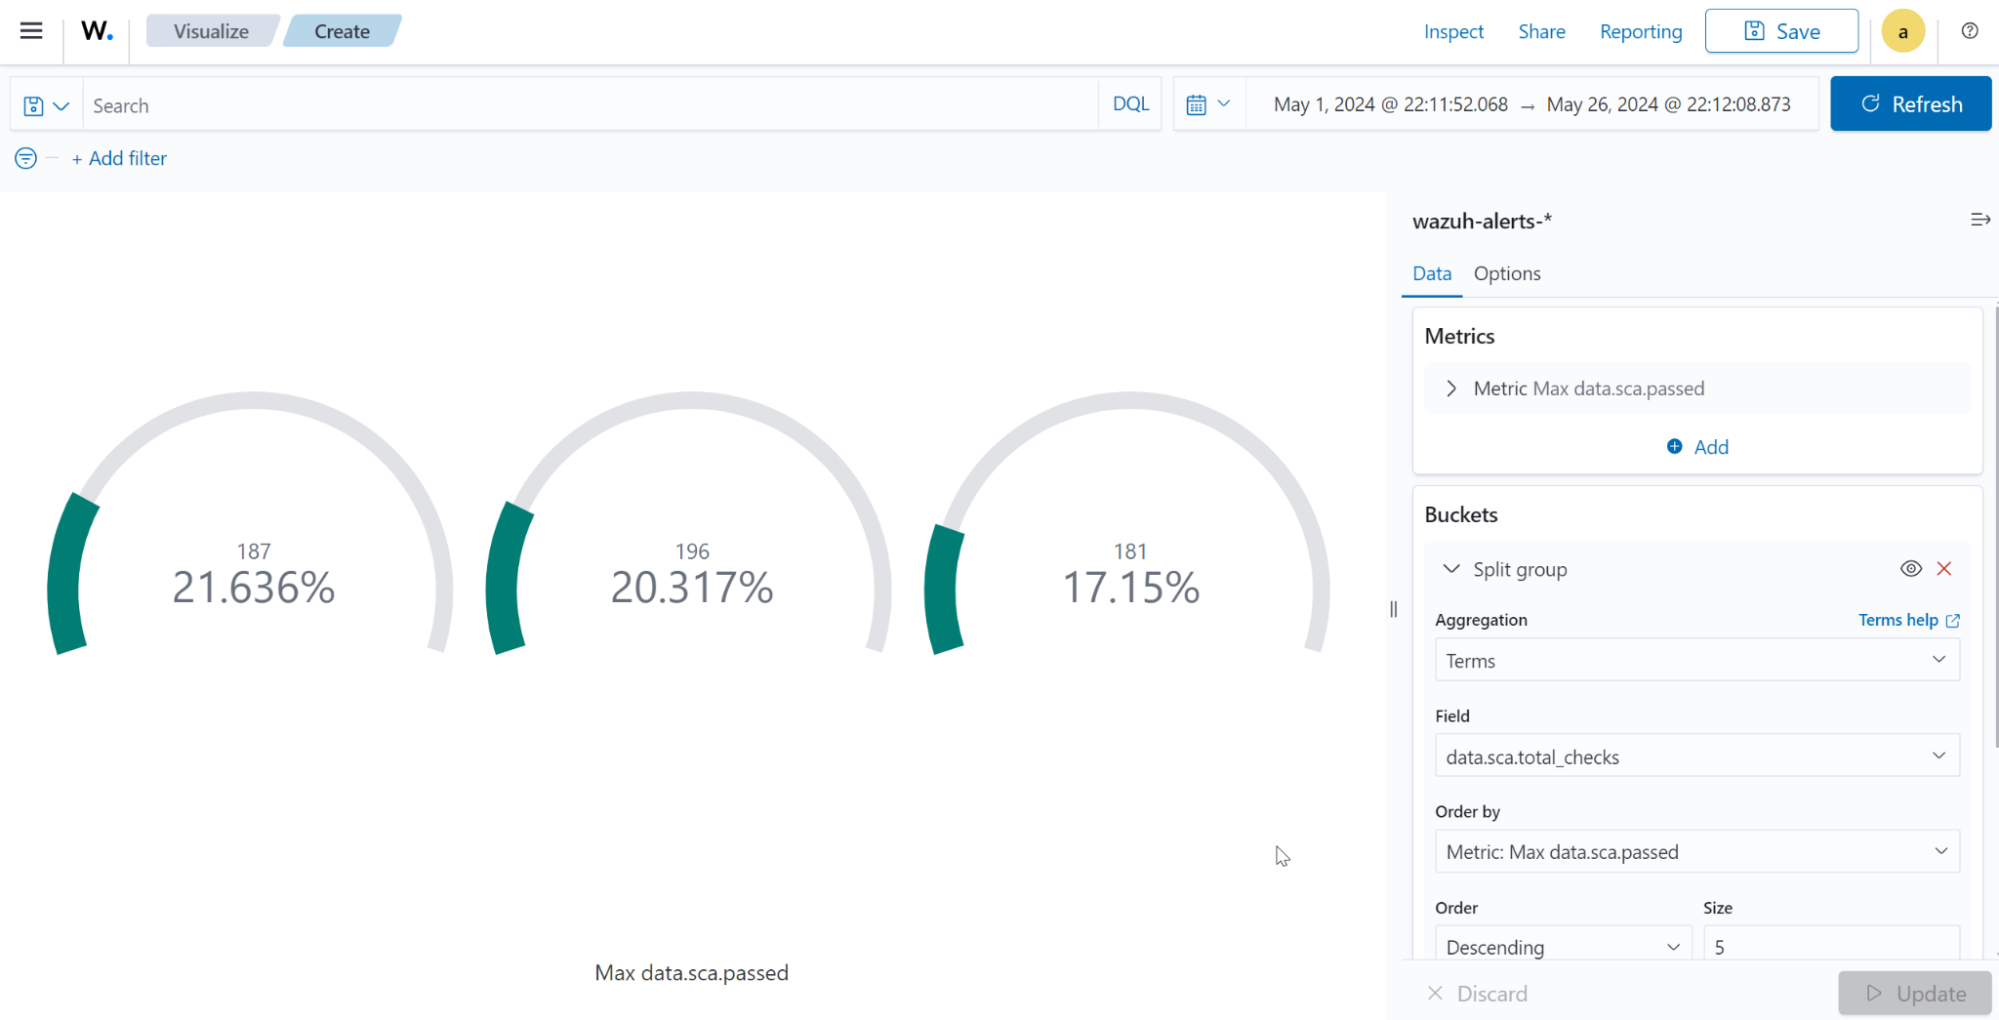 W.
Visualize
Create
Inspect
Share
Reporting
Save
a
Search
DQL
May 1, 2024 @ 22:11:52.068 → May 26, 2024 @ 22:12:08.873
Refresh
+ Add filter
187
21.636%
196
20.317%
181
17.15%
Max data.sca.passed
wazuh-alerts-*
Data
Options
Metrics
Metric Max data.sca.passed
Add
Buckets
Split group
Aggregation
Terms help
Terms
Field
data.sca.total_checks
Order by
Metric: Max data.sca.passed
Order
Size
Descending
5
Discard
Update